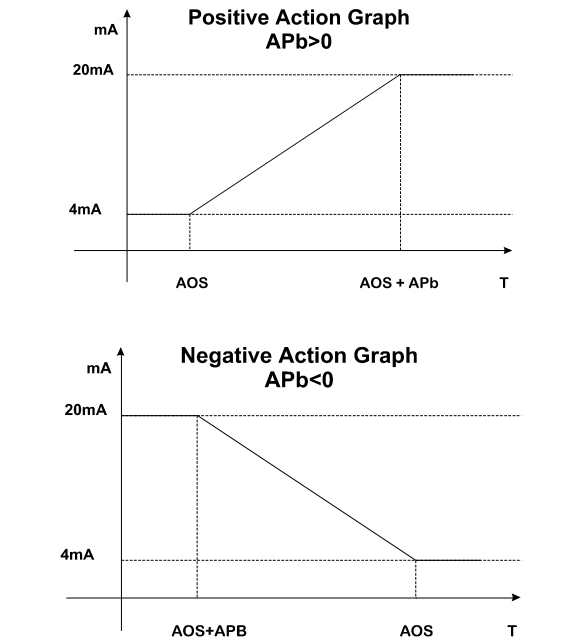 Positive Action Graph
APb>0
mA
20mA
4mA
AOS
AOS + APb
T
Negative Action Graph
APb<0
mA
20mA
4mA
AOS+APB
AOS
T